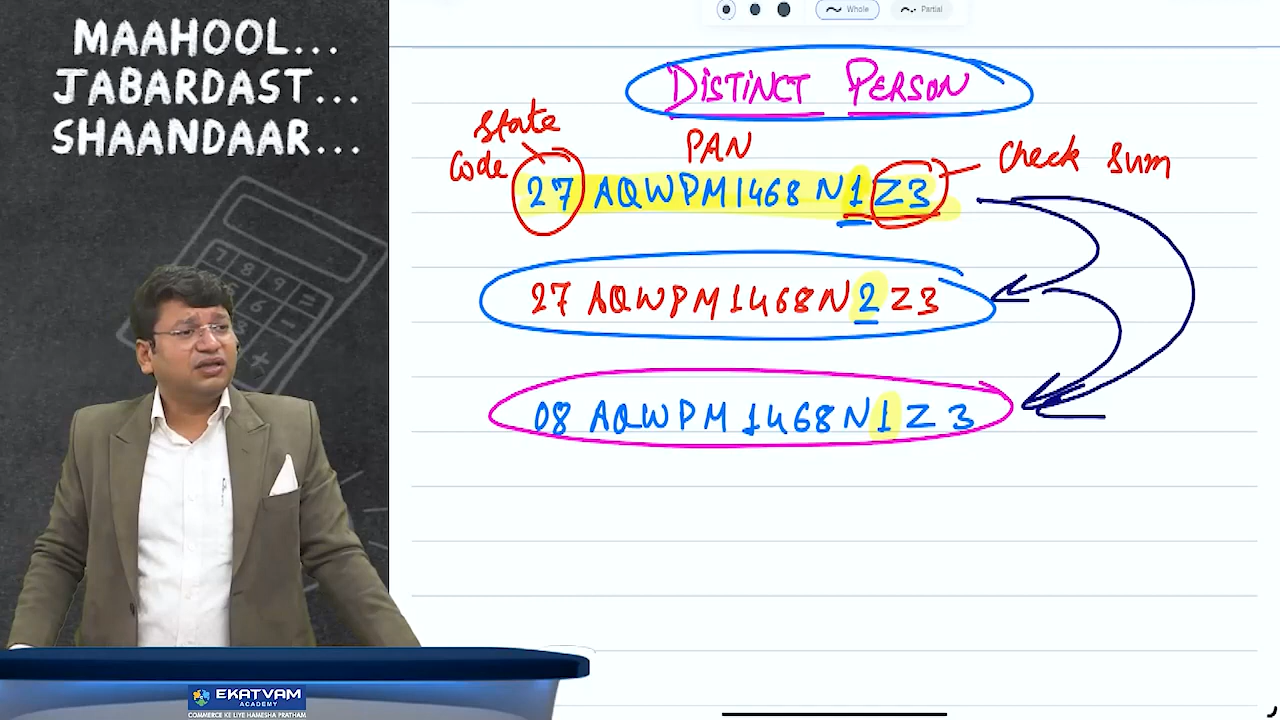 MAAHOOL...
JABARDAST...
SHAANDAAR...
Whole
Partial
DISTINCT PERSON
State Code
PAN
Check Sum
27 AQWPM1468N1Z3
27 AQWPM1468N2Z3
08 AQWPM1468N1Z3
EKATVAM
ACADEMY
COMMERCE KE LIYE HAMESHA PRATHAM